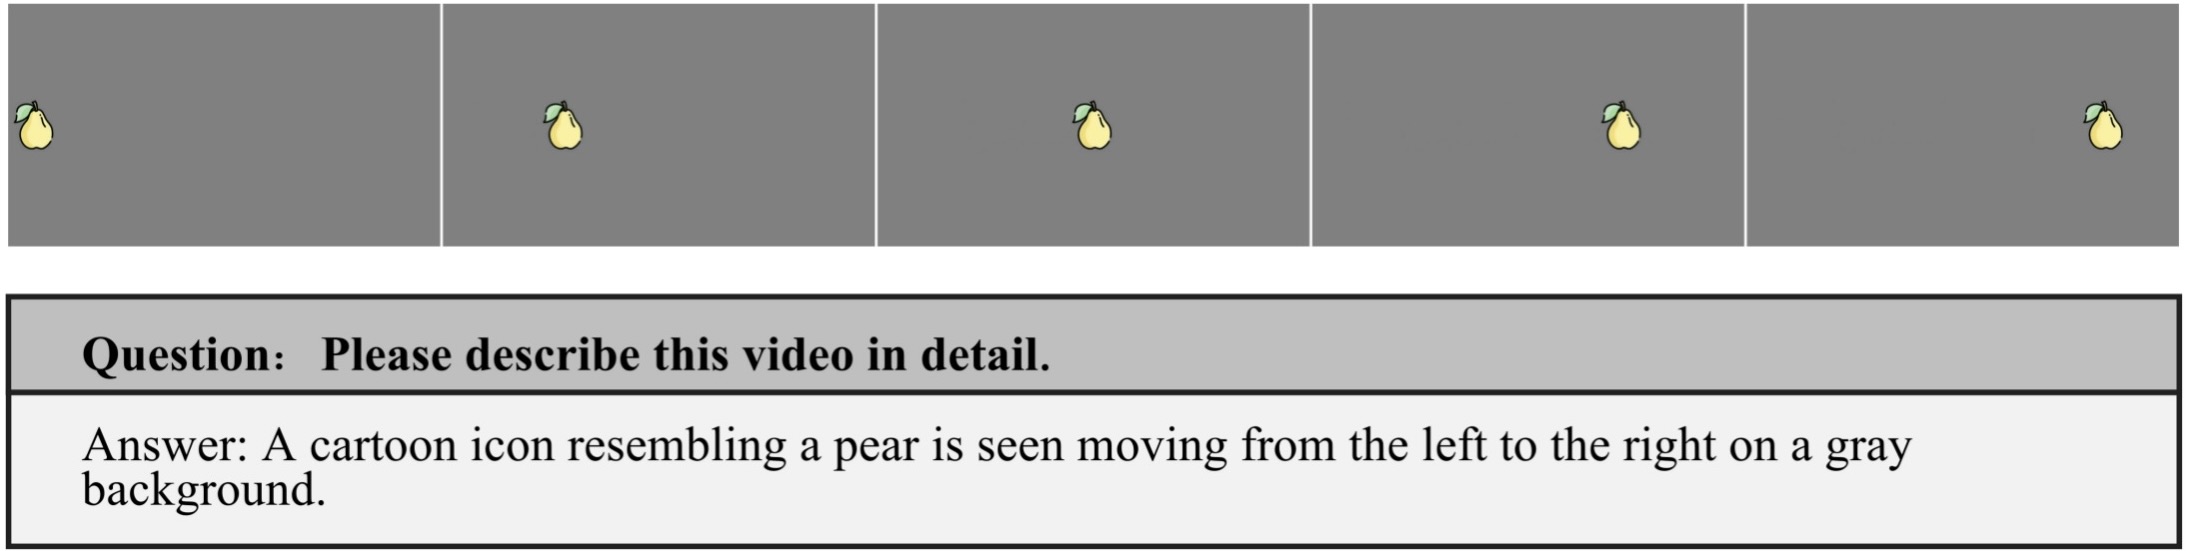 Question： Please describe this video in detail.
Answer: A cartoon icon resembling a pear is seen moving from the left to the right on a gray
background.